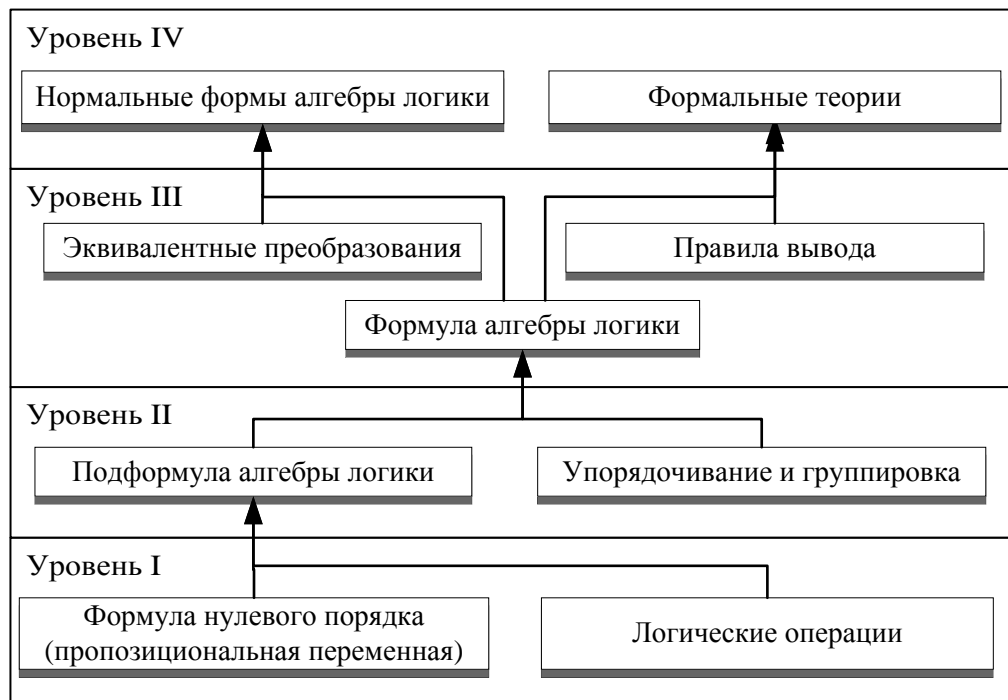 Уровень IV
Нормальные формы алгебры логики
Формальные теории
Уровень III
Эквивалентные преобразования
Правила вывода
Формула алгебры логики
Уровень II
Подформула алгебры логики
Упорядочивание и группировка
Уровень I
Формула нулевого порядка
(пропозициональная переменная)
Логические операции